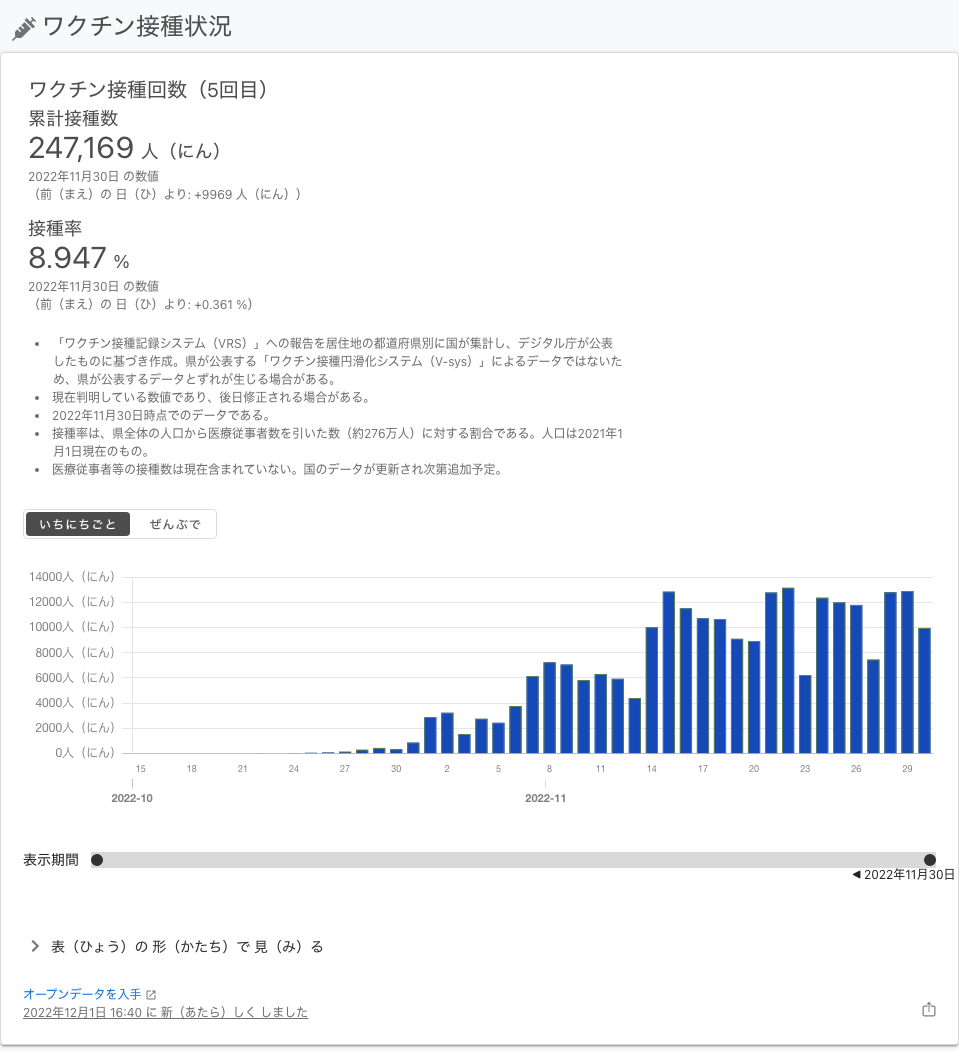 ワクチン接種状況
ワクチン接種回数（5回目）
累計接種数
247,169 人（にん）
2022年11月30日 の数値
（前（まえ）の 日（ひ）より: +9969 人（にん））
接種率
8.947 %
2022年11月30日 の数値
（前（まえ）の 日（ひ）より: +0.361 %）
• 「ワクチン接種記録システム（VRS）」への報告を居住地の都道府県別に国が集計し、デジタル庁が公表
したものに基づき作成。県が公表する「ワクチン接種円滑化システム（V-sys）」によるデータではないた
め、県が公表するデータとずれが生じる場合がある。
• 現在判明している数値であり、後日修正される場合がある。
• 2022年11月30日時点でのデータである。
• 接種率は、県全体の人口から医療従事者数を引いた数（約276万人）に対する割合である。人口は2021年1
月1日現在のもの。
• 医療従事者等の接種数は現在含まれていない。国のデータが更新され次第追加予定。
いちにちごと ぜんぶで
14000人（にん）
12000人（にん）
10000人（にん）
8000人（にん）
6000人（にん）
4000人（にん）
2000人（にん）
0人（にん）
15 18 21 24 27 30 2 5 8 11 14 17 20 23 26 29
2022-10 2022-11
表示期間
◀ 2022年11月30日
表（ひょう）の 形（かたち）で 見（み）る
オープンデータを入手
2022年12月1日 16:40 に 新（あたら）しく しました